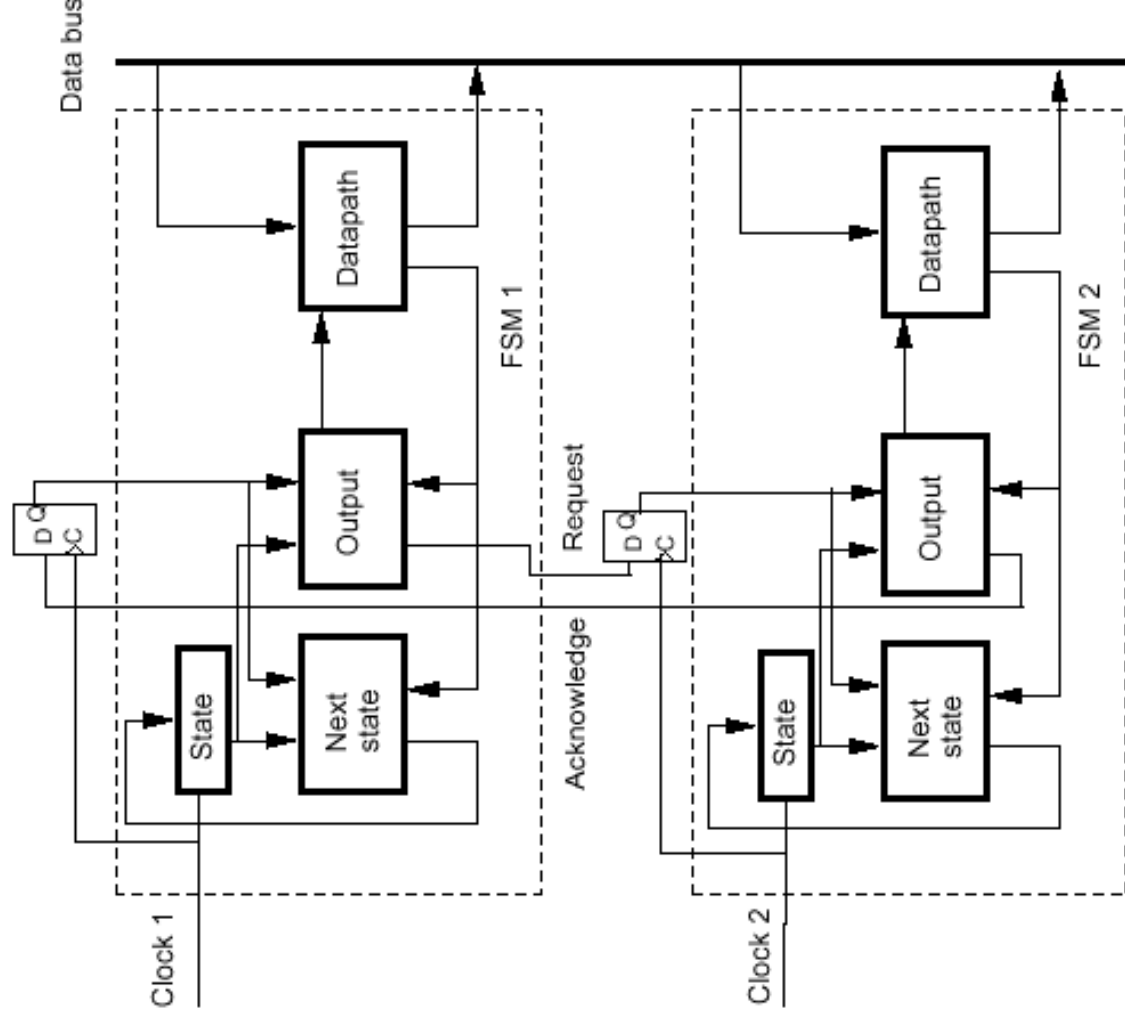 Data bus
D Q
C
State
Next
state
Output
Datapath
FSM 1
Clock 1
Acknowledge
Request
D Q
C
State
Next
state
Output
Datapath
FSM 2
Clock 2